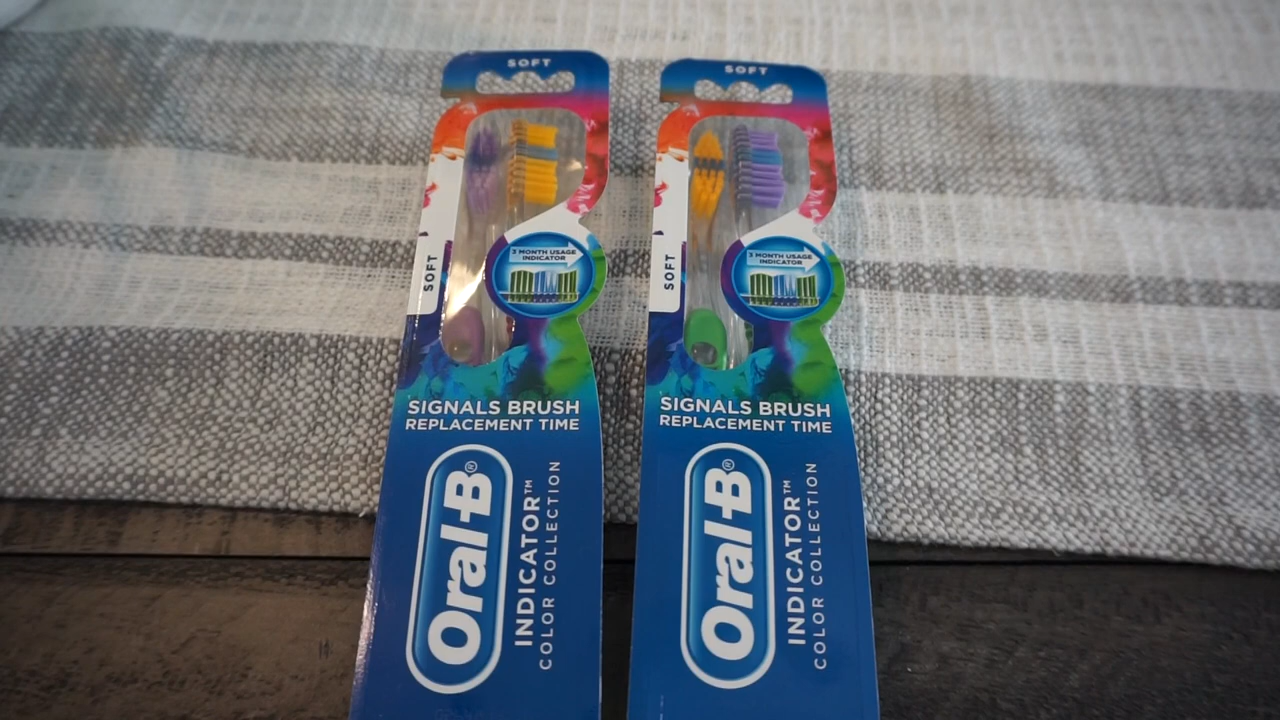 SOFT
SOFT
3 MONTH USAGE
INDICATOR
SIGNALS BRUSH
REPLACEMENT TIME
Oral-B®
INDICATOR™
COLOR COLLECTION
SOFT
SOFT
3 MONTH USAGE
INDICATOR
SIGNALS BRUSH
REPLACEMENT TIME
Oral-B®
INDICATOR™
COLOR COLLECTION